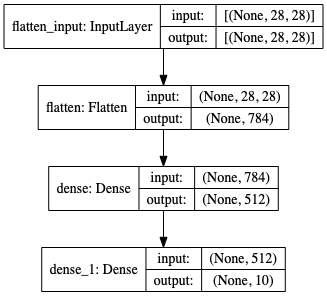 flatten_input: InputLayer
input: [(None, 28, 28)]
output: [(None, 28, 28)]
flatten: Flatten
input: (None, 28, 28)
output: (None, 784)
dense: Dense
input: (None, 784)
output: (None, 512)
dense_1: Dense
input: (None, 512)
output: (None, 10)